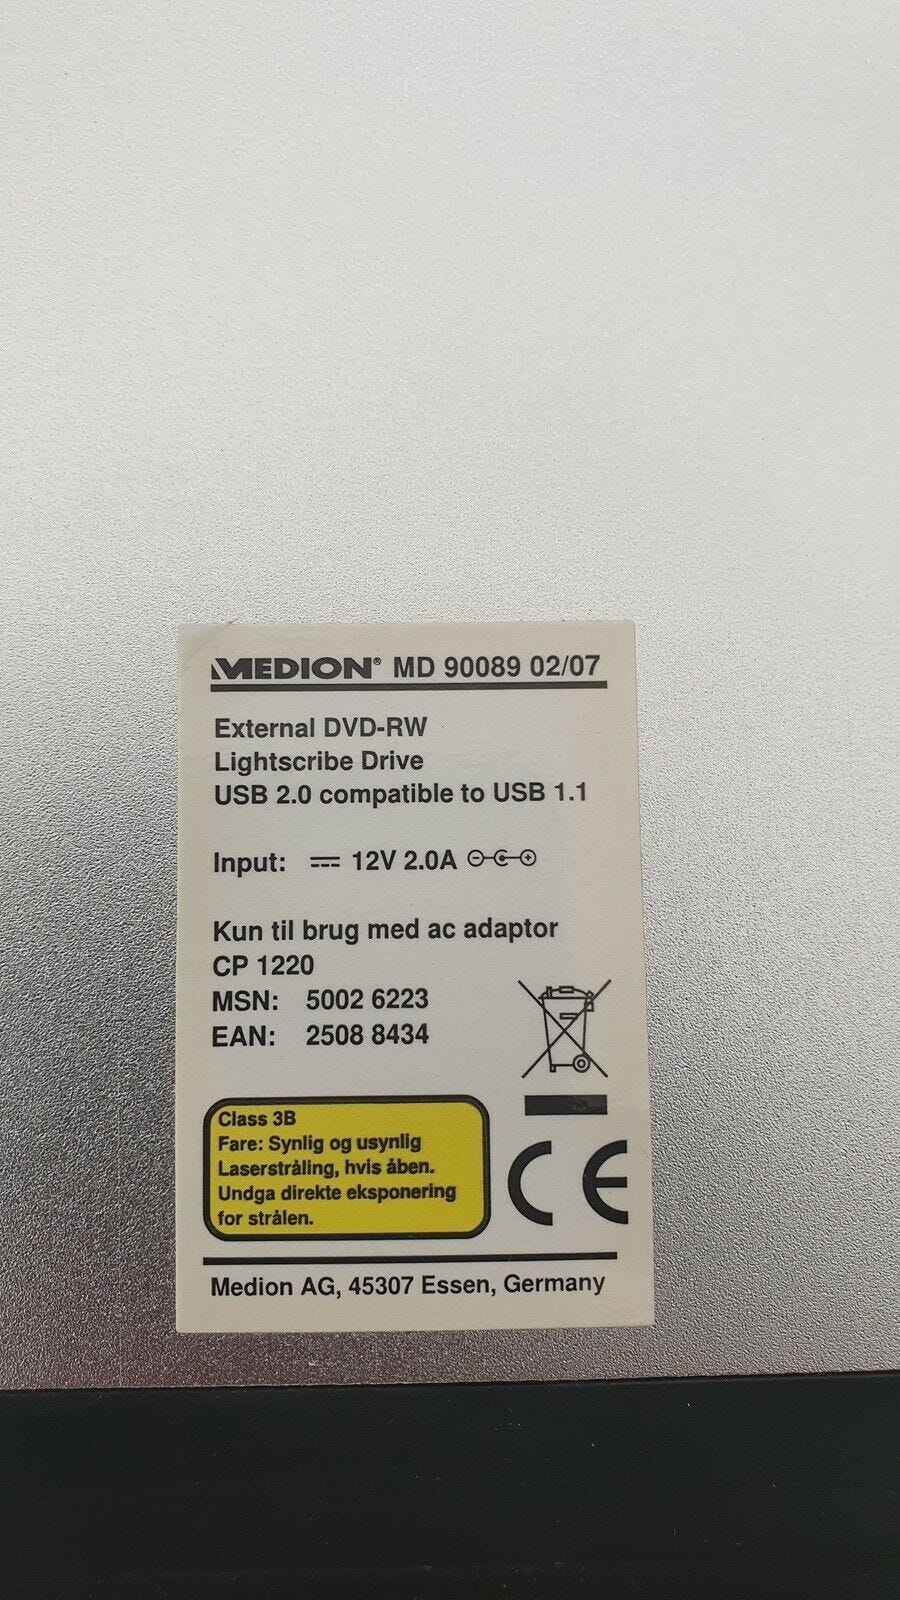 MEDION® MD 90089 02/07
External DVD-RW
Lightscribe Drive
USB 2.0 compatible to USB 1.1
Input: 12V 2.0A
Kun til brug med ac adaptor
CP 1220
MSN: 5002 6223
EAN: 2508 8434
Class 3B
Fare: Synlig og usynlig
Laserstråling, hvis åben.
Undga direkte eksponering
for strålen.
CE
Medion AG, 45307 Essen, Germany